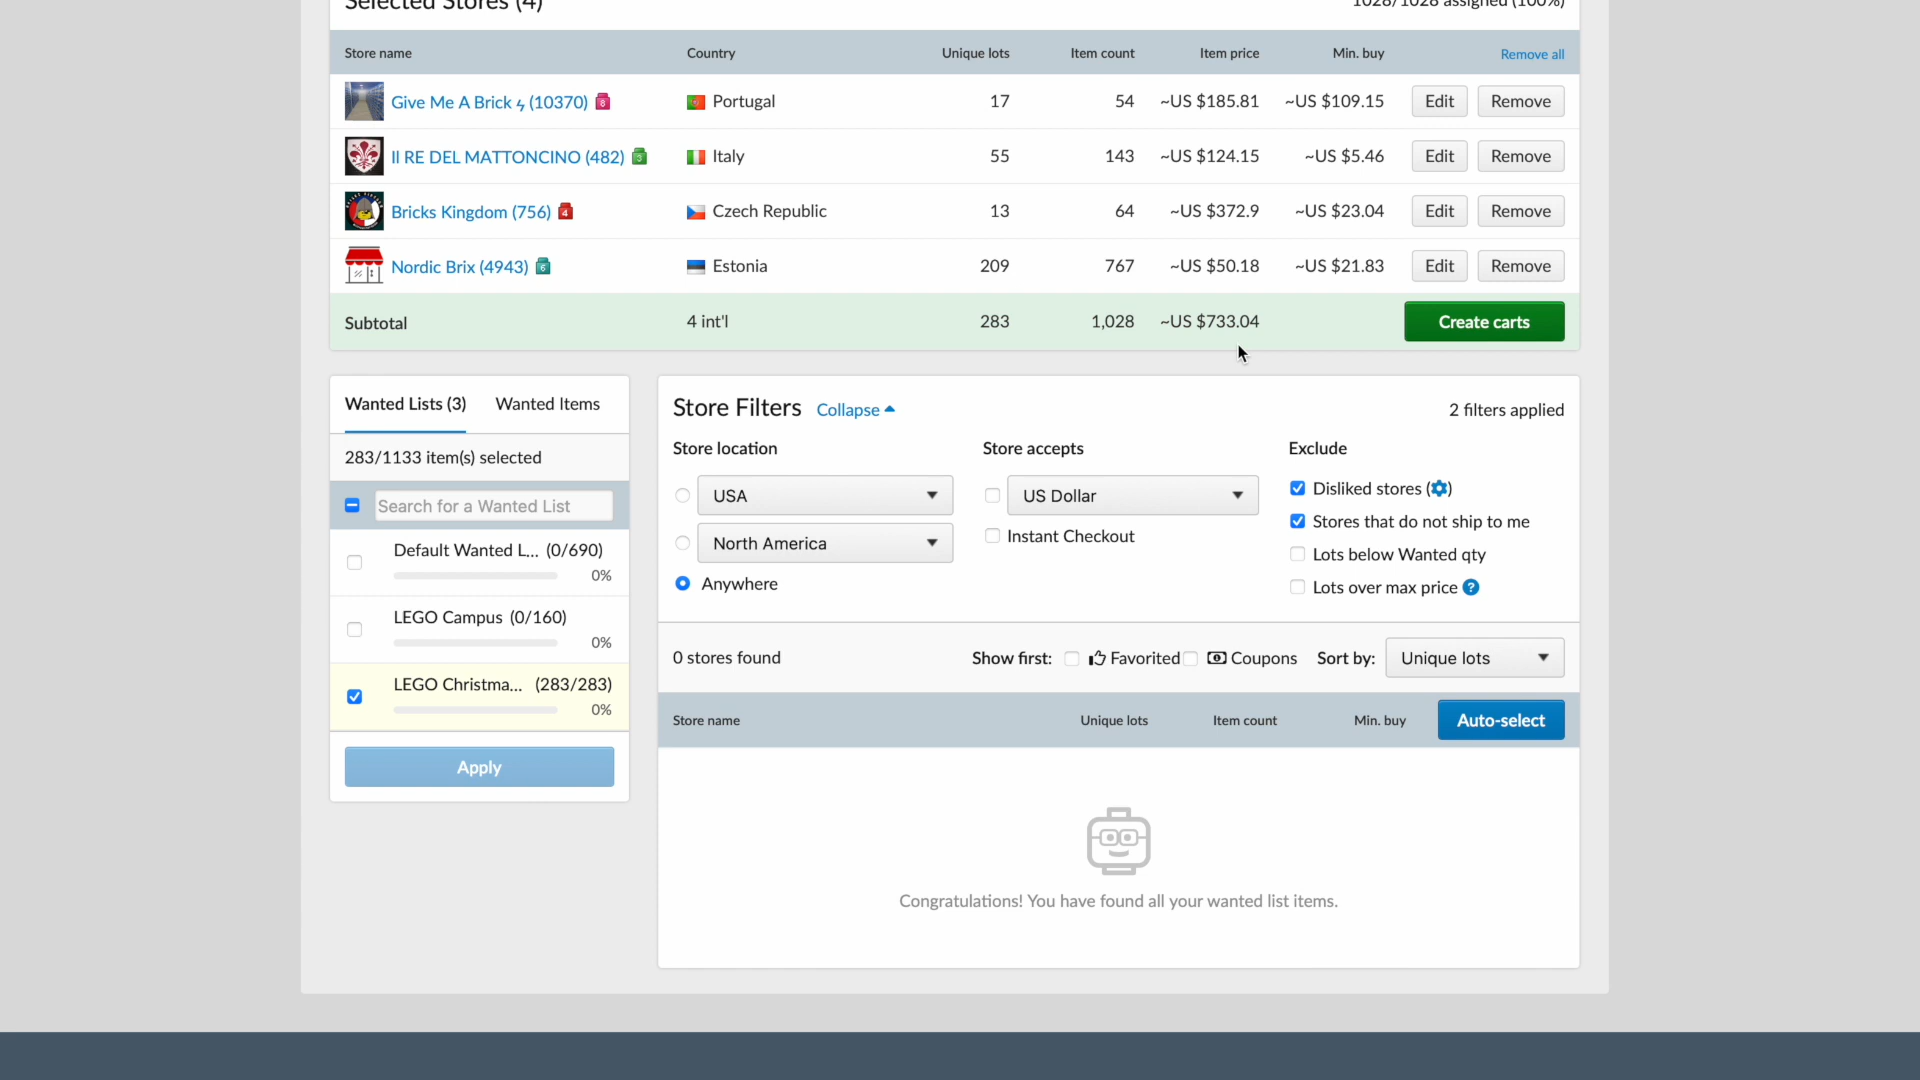 Selected Stores (4) 1028/1028 assigned (100%)
Store name Country Unique lots Item count Item price Min. buy Remove all
Give Me A Brick ϟ (10370) 8 Portugal 17 54 ~US $185.81 ~US $109.15 Edit Remove
Il RE DEL MATTONCINO (482) 3 Italy 55 143 ~US $124.15 ~US $5.46 Edit Remove
Bricks Kingdom (756) 4 Czech Republic 13 64 ~US $372.9 ~US $23.04 Edit Remove
Nordic Brix (4943) 6 Estonia 209 767 ~US $50.18 ~US $21.83 Edit Remove
Subtotal 4 int'l 283 1,028 ~US $733.04 Create carts
Wanted Lists (3) Wanted Items
283/1133 item(s) selected
Search for a Wanted List
Default Wanted L... (0/690)
0%
LEGO Campus (0/160)
0%
LEGO Christma... (283/283)
0%
Apply
Store Filters Collapse 2 filters applied
Store location Store accepts Exclude
USA US Dollar Disliked stores ( )
North America Instant Checkout Stores that do not ship to me
Anywhere Lots below Wanted qty
Lots over max price ?
0 stores found Show first: Favorited Coupons Sort by: Unique lots
Store name Unique lots Item count Min. buy Auto-select
Congratulations! You have found all your wanted list items.